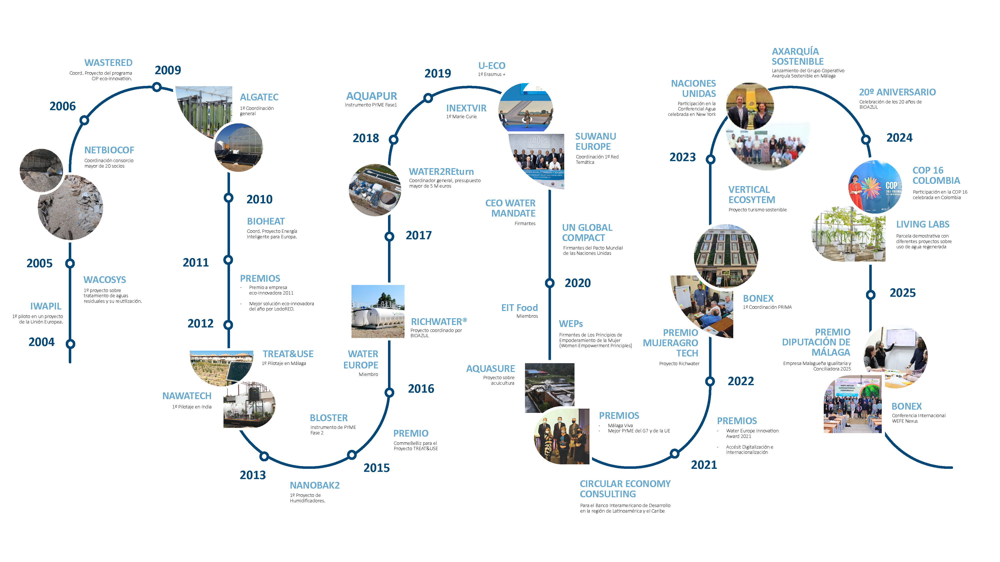 2004
IWAPIL
1º piloto en un proyecto
de la Unión Europea.
2005
WACOSYS
1º proyecto sobre
tratamiento de aguas
residuales y su reutilización.
NETBIOCOF
Coordinación consorcio
mayor de 20 socios
2006
WASTERED
Coord. Proyecto del programa
CIP eco-innovation.
2009
ALGATEC
1º Coordinación
general
2010
BIOHEAT
Coord. Proyecto Energía
Inteligente para Europa.
2011
PREMIOS
- Premio a empresa
eco-innovadora 2011
- Mejor solución eco-innovadora
del año por LodoRED.
2012
TREAT&USE
1º Pilotaje en Málaga
NAWATECH
1º Pilotaje en India
2013
NANOBAK2
1º Proyecto de
Humidificadores.
BLOSTER
Instrumento de PYME
Fase 2
2015
PREMIO
CommeBeBiz para el
Proyecto TREAT&USE
2016
WATER
EUROPE
Miembro
RICHWATER®
Proyecto coordinado por
BIOAZUL
2017
WATER2REturn
Coordinador general, presupuesto
mayor de 5 M euros
2018
AQUAPUR
Instrumento PYME Fase1
2019
INEXTVIR
1º Marie Curie
U-ECO
1º Erasmus +
SUWANU
EUROPE
Coordinación 1º Red
Temática
TROPS
CEO WATER
MANDATE
Firmantes
UN GLOBAL
COMPACT
Firmantes del Pacto Mundial
de las Naciones Unidas
2020
EIT Food
Miembros
WEPs
Firmantes de Los Principios de
Empoderamiento de la Mujer
(Women Empowerment Principles)
AQUASURE
Proyecto sobre
acuicultura
PREMIOS
- Málaga Viva
- Mejor PYME del G7 y de la UE
CIRCULAR ECONOMY
CONSULTING
Para el Banco Interamericano de Desarrollo
en la región de Latinoamérica y el Caribe
2021
PREMIOS
- Water Europe Innovation
Award 2021
- Accésit Digitalización e
Internacionalización
2022
PREMIO
MUJERAGRO
TECH
Proyecto Richwater
BONEX
1º Coordinación PRIMA
VERTICAL
ECOSYTEM
Proyecto turismo sostenible
2023
NACIONES
UNIDAS
Participación en la
Conferencial Agua
celebrada en New York
AXARQUÍA
SOSTENIBLE
Lanzamiento del Grupo Coperativo
Axarquía Sostenible en Málaga
20º ANIVERSARIO
Celebración de los 20 años de
BIOAZUL
2024
COP 16
COLOMBIA
Participación en la COP 16
celebrada en Colombia
COP16
CALI COLOMBIA
LIVING LABS
Parcela demostrativa con
diferentes proyectos sobre
uso de agua regenerada
2025
PREMIO
DIPUTACIÓN DE
MÁLAGA
Empresa Malagueña Igualitaria y
Conciliadora 2025
WEFE NEXUS
INTERNATIONAL
CONFERENCE
BONEX
Conferencia Internacional
WEFE Nexus